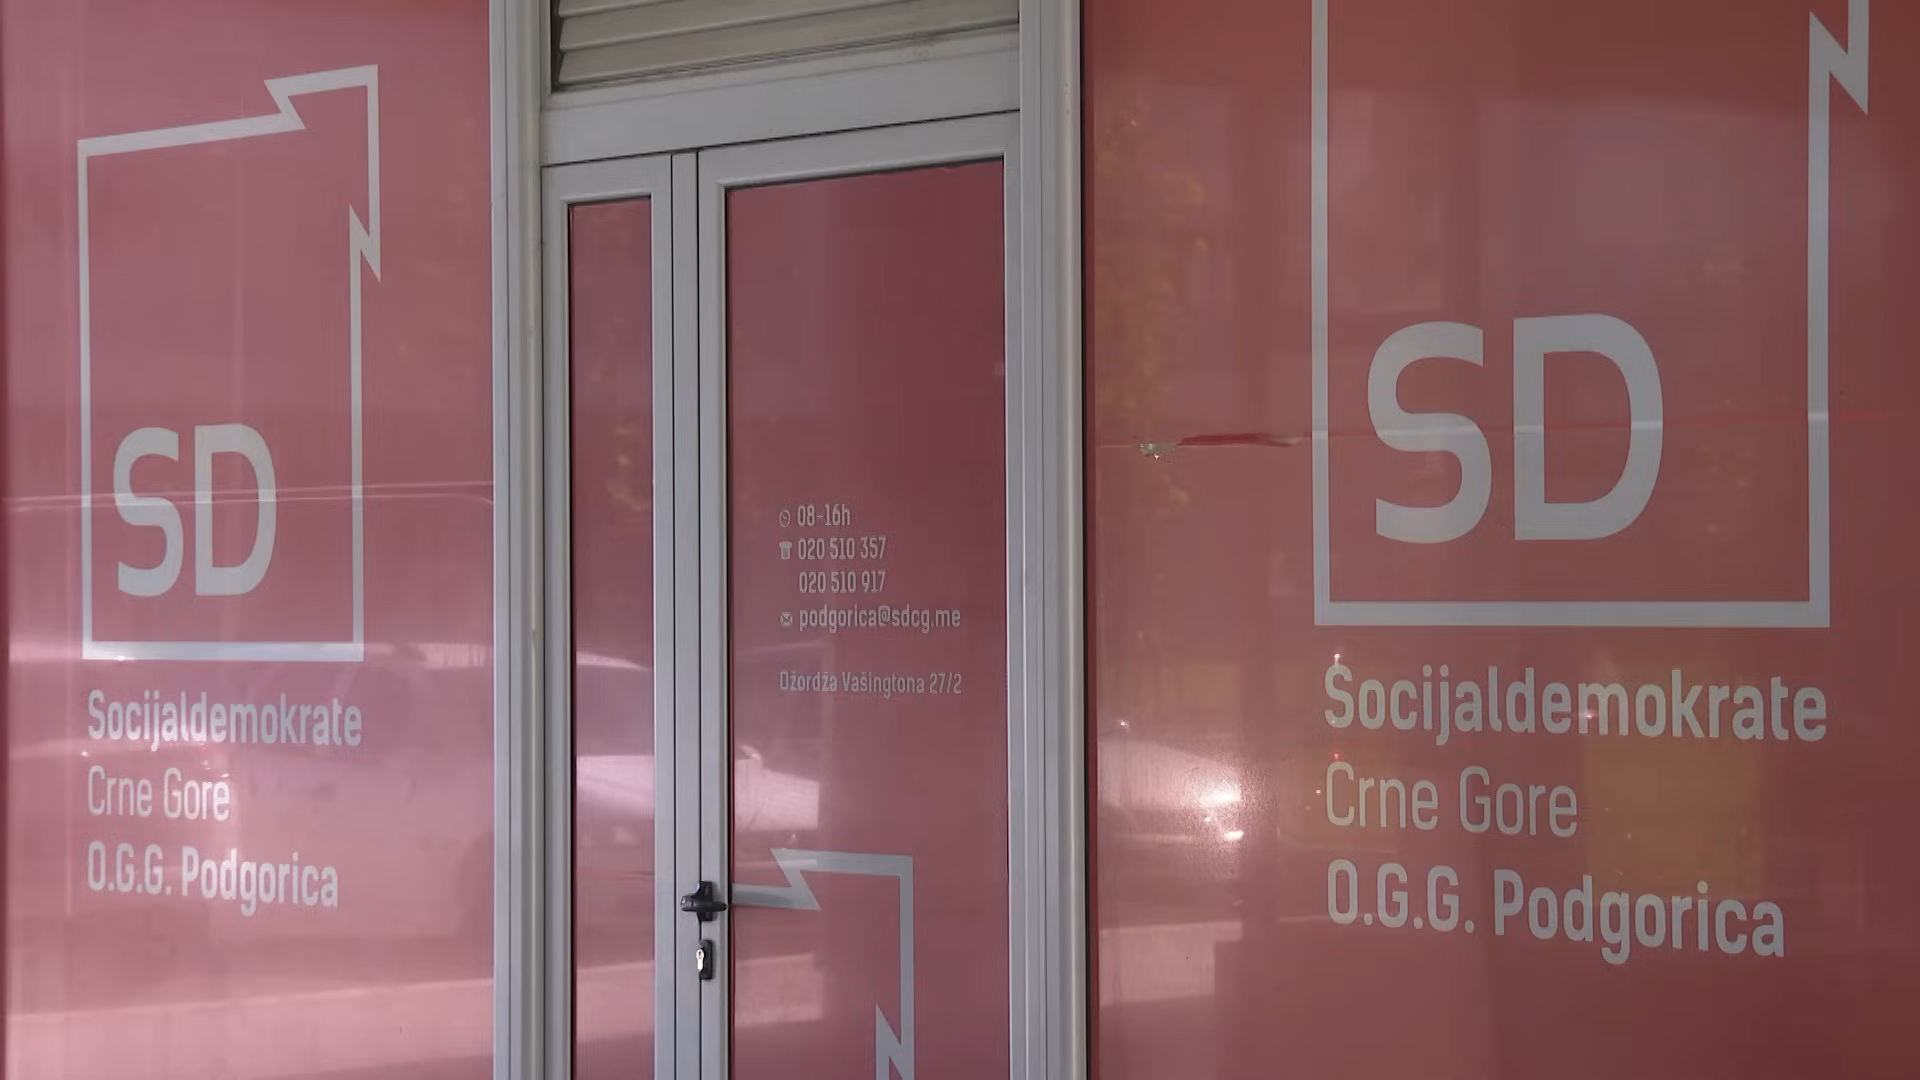 SD
Socijaldemokrate
Crne Gore
O.G.G. Podgorica
08-16h
020 510 357
020 510 917
podgorica@sdcg.me
Džordža Vašingtona 27/2
SD
Socijaldemokrate
Crne Gore
O.G.G. Podgorica